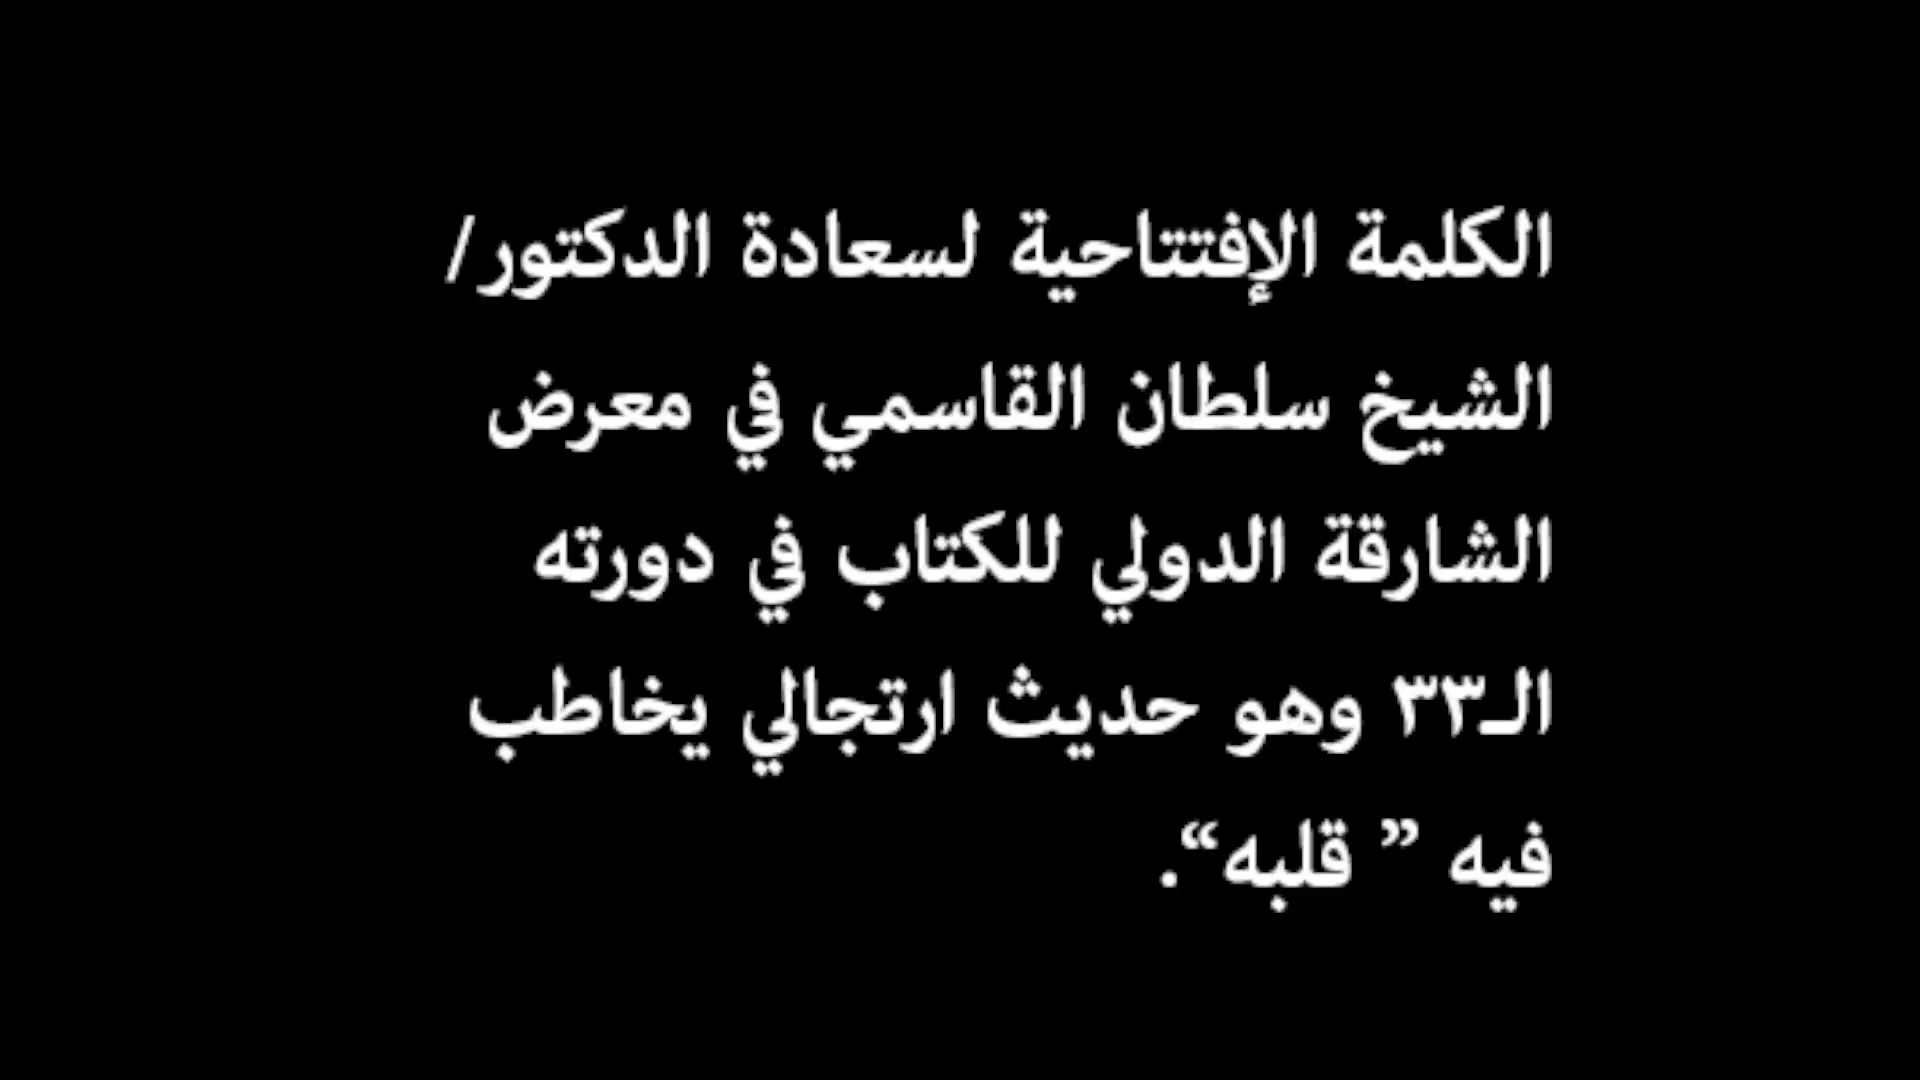 الكلمة الإفتتاحية لسعادة الدكتور/
الشيخ سلطان القاسمي في معرض
الشارقة الدولي للكتاب في دورته
الـ٣٣ وهو حديث ارتجالي يخاطب
فيه ” قلبه“.